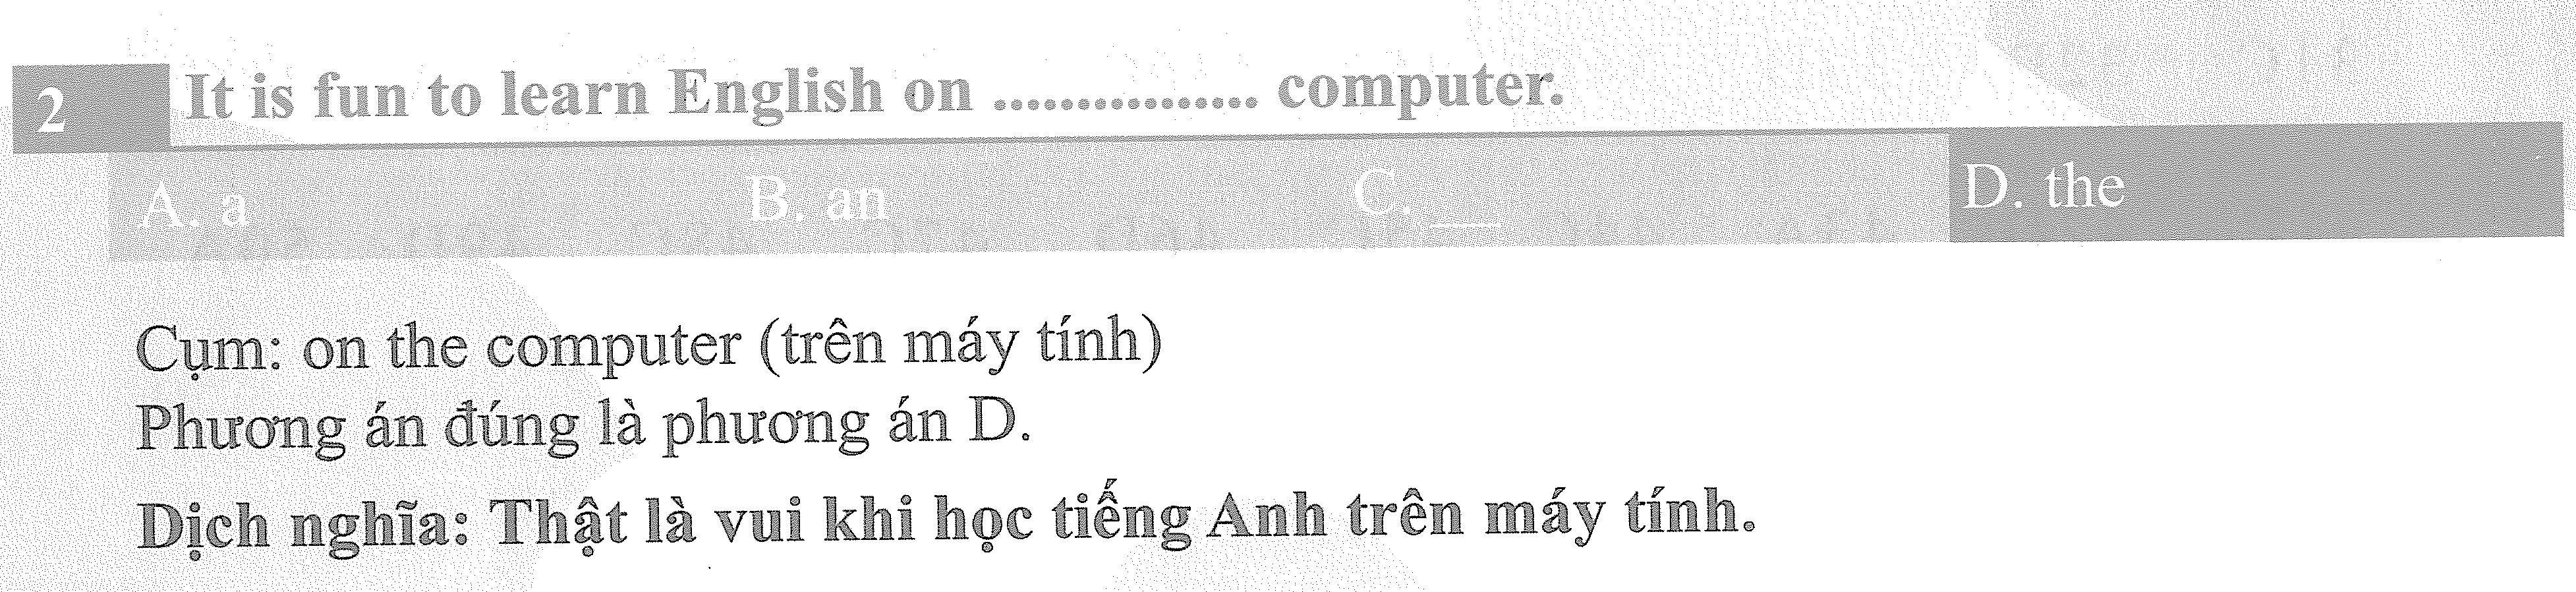 2 It is fun to learn English on ............... computer.
A. a B. an C. __ D. the
Cụm: on the computer (trên máy tính)
Phương án đúng là phương án D.
Dịch nghĩa: Thật là vui khi học tiếng Anh trên máy tính.